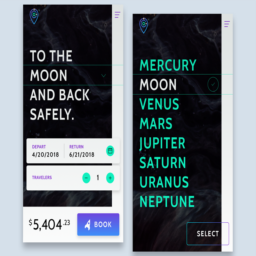 TO THE
MOON
AND BACK
SAFELY.
DEPART
RETURN
4/20/2018
6/21/2018
TRAVELERS
1
$5,404.23
BOOK
MERCURY
MOON
VENUS
MARS
JUPITER
SATURN
URANUS
NEPTUNE
SELECT